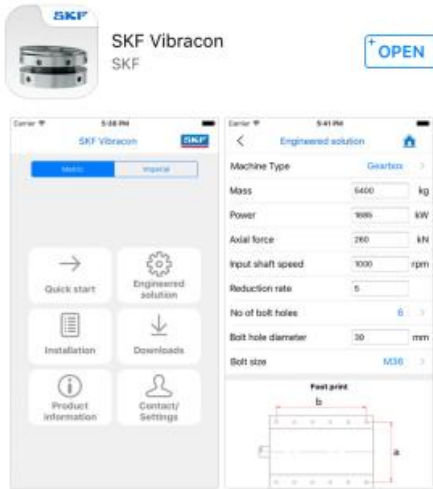 SKF
SKF Vibracon
SKF
+ OPEN
Carrier 5:38 PM
SKF Vibracon SKF
Metric Imperial
Quick start
Engineered
solution
Installation
Downloads
Product
information
Contact/
Settings
Carrier 5:41 PM
Engineered solution
Machine Type Gearbox
Mass 5400 kg
Power 1685 kW
Axial force 260 kN
Input shaft speed 1000 rpm
Reduction rate 5
No of bolt holes 6
Bolt hole diameter 39 mm
Bolt size M36
Foot print
b
a